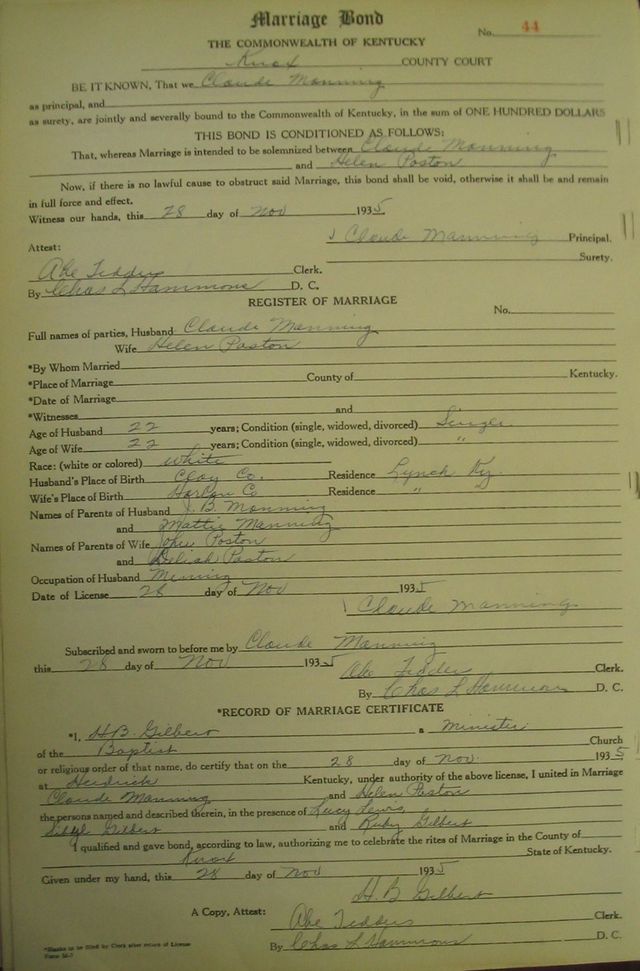 Marriage Bond
No. 44
THE COMMONWEALTH OF KENTUCKY
Knox COUNTY COURT
BE IT KNOWN, That we Claude Manning
as principal, and
as surety, are jointly and severally bound to the Commonwealth of Kentucky, in the sum of ONE HUNDRED DOLLARS
THIS BOND IS CONDITIONED AS FOLLOWS:
That, whereas Marriage is intended to be solemnized between Claude Manning
and Helen Poston
Now, if there is no lawful cause to obstruct said Marriage, this bond shall be void, otherwise it shall be and remain
in full force and effect.
Witness our hands, this 28 day of Nov 1935
Claude Manning Principal.
Attest: Surety.
Abe Tedders Clerk.
By Chas L Hammons D. C.
REGISTER OF MARRIAGE
No.
Full names of parties, Husband Claude Manning
Wife Helen Poston
*By Whom Married
*Place of Marriage County of Kentucky.
*Date of Marriage
*Witnesses and
Age of Husband 22 years; Condition (single, widowed, divorced) Single
Age of Wife 22 years; Condition (single, widowed, divorced) "
Race: (white or colored) White
Husband's Place of Birth Clay Co. Residence Lynch Ky.
Wife's Place of Birth Harlan Co Residence "
Names of Parents of Husband J. B. Manning
and Mattie Manning
Names of Parents of Wife Poston
and Poston
Occupation of Husband Mining
Date of License 28 day of Nov 1935
Claude Manning
Subscribed and sworn to before me by Claude Manning
this 28 day of Nov 1935
Abe Tedders Clerk.
By Chas L Hammons D. C.
*RECORD OF MARRIAGE CERTIFICATE
*I, H.B. Gilbert a Minister
of the Baptist Church
or religious order of that name, do certify that on the 28 day of Nov. 1935
at Heidrick Kentucky, under authority of the above license, I united in Marriage
Claude Manning and Helen Poston
the persons named and described therein, in the presence of Lucy Lewis
Gilbert and Ruby Gilbert
I qualified and gave bond, according to law, authorizing me to celebrate the rites of Marriage in the County of
Knox State of Kentucky.
Given under my hand, this 28 day of Nov 1935
H. B Gilbert
A Copy, Attest: Abe Tedders Clerk.
By Chas L Hammons D. C.
*Blanks to be filled by Clerk after return of License